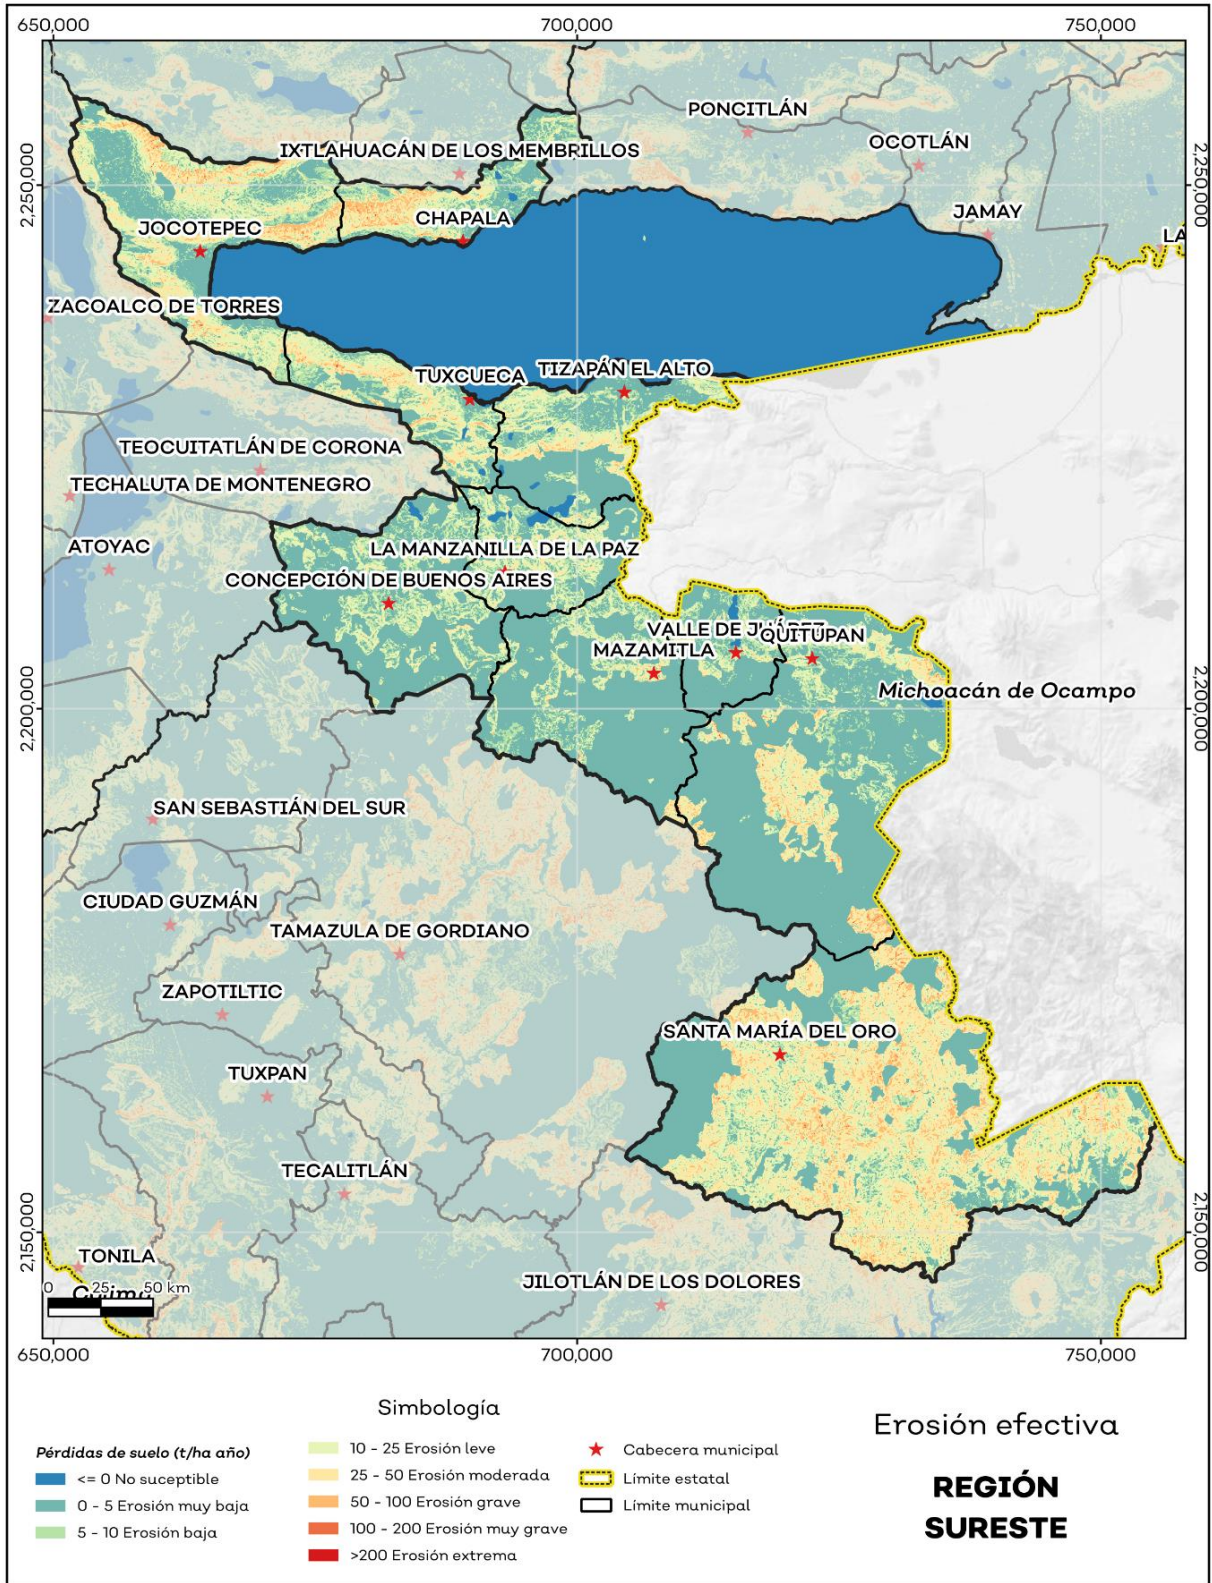 650,000
700,000
750,000
PONCITLÁN
IXTLAHUACÁN DE LOS MEMBRILLOS
OCOTLÁN
2,250,000
2,250,000
CHAPALA
JAMAY
JOCOTEPEC
LA
ZACOALCO DE TORRES
TUXCUECA
TIZAPÁN EL ALTO
TEOCUITATLÁN DE CORONA
TECHALUTA DE MONTENEGRO
ATOYAC
LA MANZANILLA DE LA PAZ
CONCEPCIÓN DE BUENOS AIRES
VALLE DE JUÁREZ
QUITUPAN
MAZAMITLA
Michoacán de Ocampo
2,200,000
2,200,000
SAN SEBASTIÁN DEL SUR
CIUDAD GUZMÁN
TAMAZULA DE GORDIANO
ZAPOTILTIC
SANTA MARÍA DEL ORO
TUXPAN
TECALITLÁN
2,150,000
2,150,000
TONILA
JILOTLÁN DE LOS DOLORES
0 25 50 km
Colima
650,000
700,000
750,000
Simbología
Pérdidas de suelo (t/ha año)
<= 0 No suceptible
0 - 5 Erosión muy baja
5 - 10 Erosión baja
10 - 25 Erosión leve
25 - 50 Erosión moderada
50 - 100 Erosión grave
100 - 200 Erosión muy grave
>200 Erosión extrema
Cabecera municipal
Límite estatal
Límite municipal
Erosión efectiva
REGIÓN
SURESTE